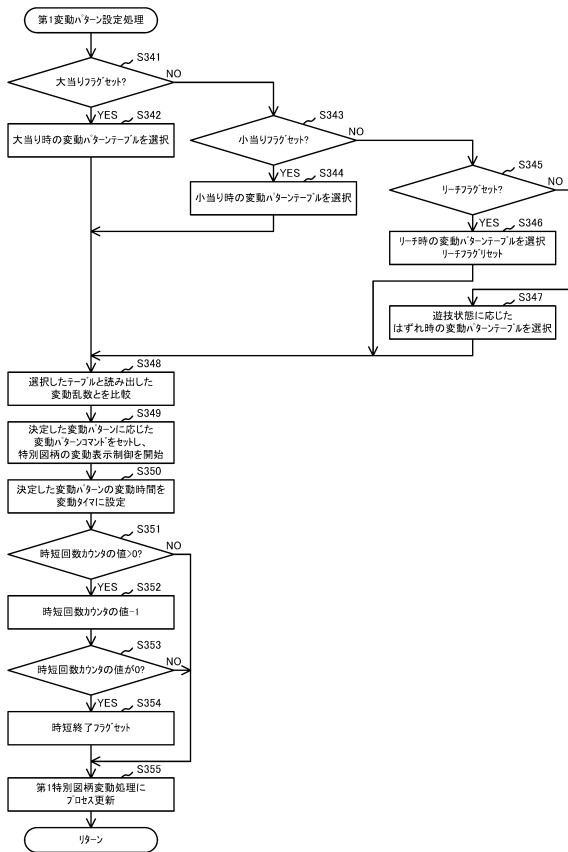 第1変動パターン設定処理
S341
大当りフラグセット?
NO
YES
S342
大当り時の変動パターンテーブルを選択
S343
小当りフラグセット?
NO
YES
S344
小当り時の変動パターンテーブルを選択
S345
リーチフラグセット?
NO
YES
S346
リーチ時の変動パターンテーブルを選択
リーチフラグリセット
S347
遊技状態に応じた
はずれ時の変動パターンテーブルを選択
S348
選択したテーブルと読み出した
変動乱数とを比較
S349
決定した変動パターンに応じた
変動パターンコマンドをセットし、
特別図柄の変動表示制御を開始
S350
決定した変動パターンの変動時間を
変動タイマに設定
S351
時短回数カウンタの値>0?
NO
YES
S352
時短回数カウンタの値-1
S353
時短回数カウンタの値が0?
NO
YES
S354
時短終了フラグセット
S355
第1特別図柄変動処理に
プロセス更新
リターン